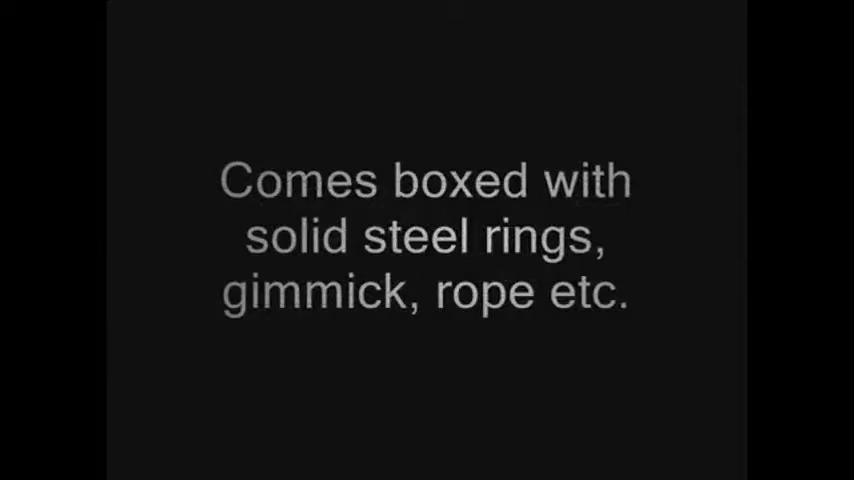 Comes boxed with
solid steel rings,
gimmick, rope etc.